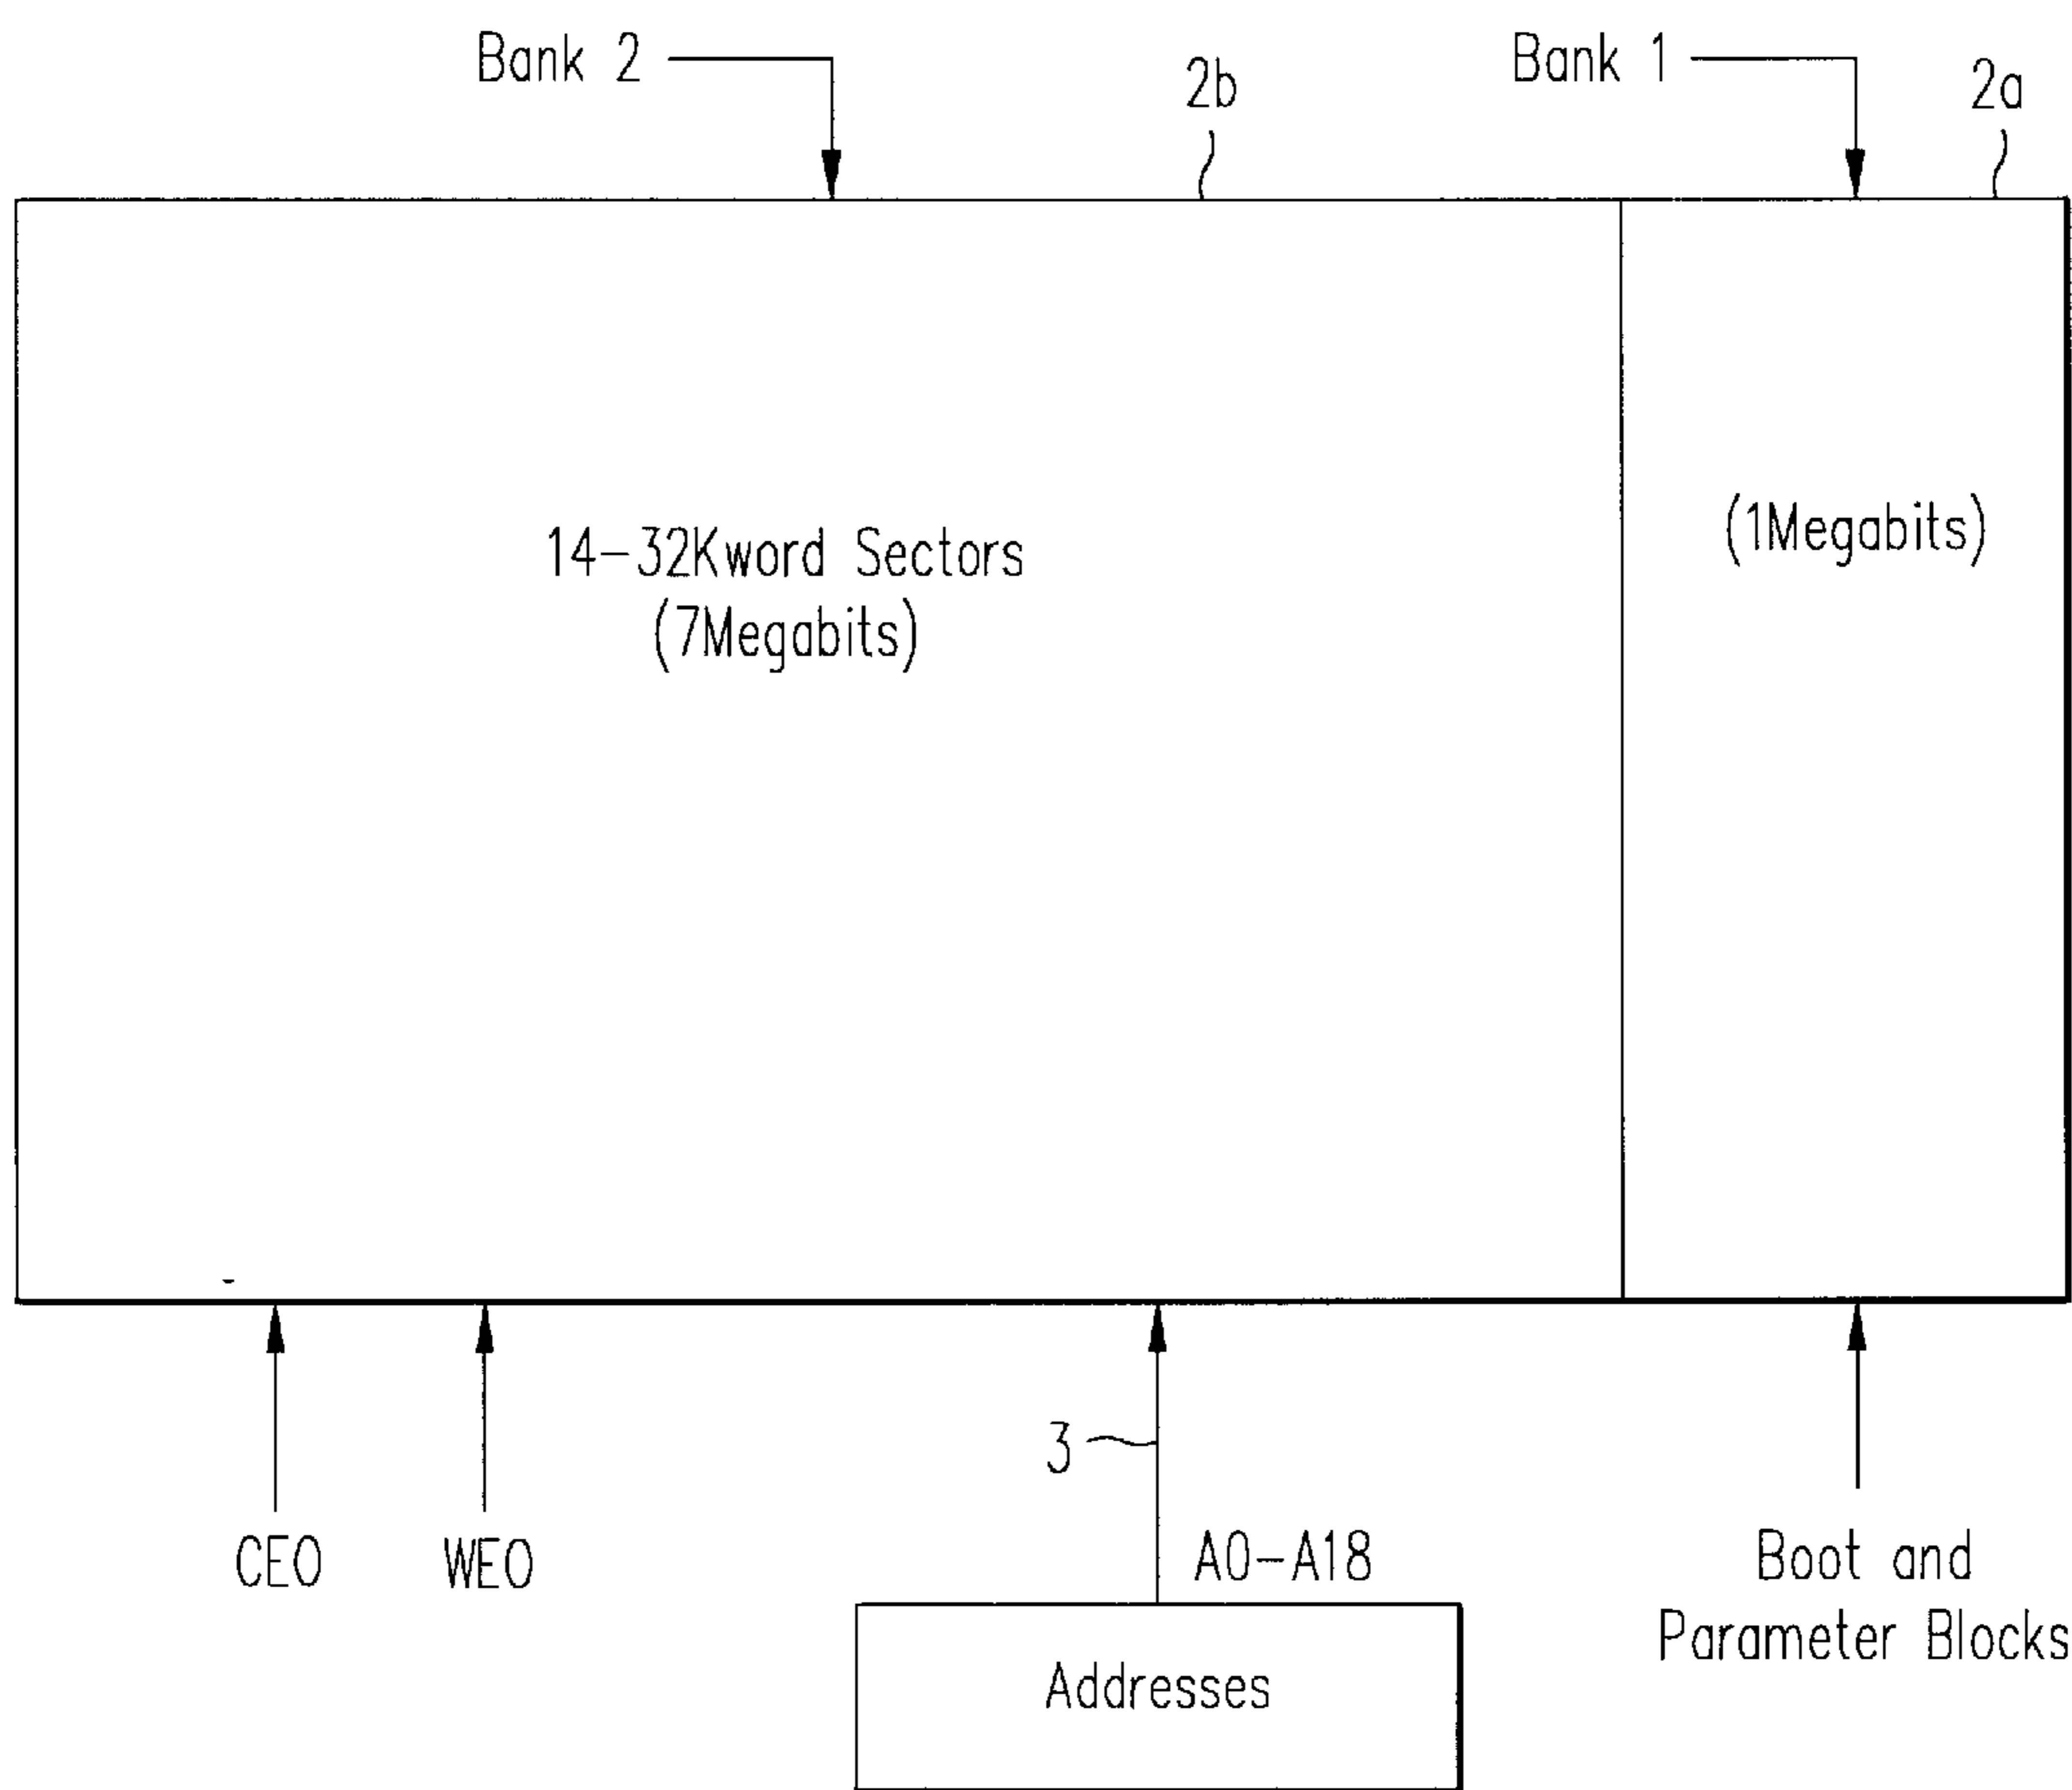 Bank 2
Bank 1
2b
2a
14-32Kword Sectors
(7Megabits)
(1Megabits)
3
CEO
WEO
A0-A18
Boot and
Parameter Blocks
Addresses